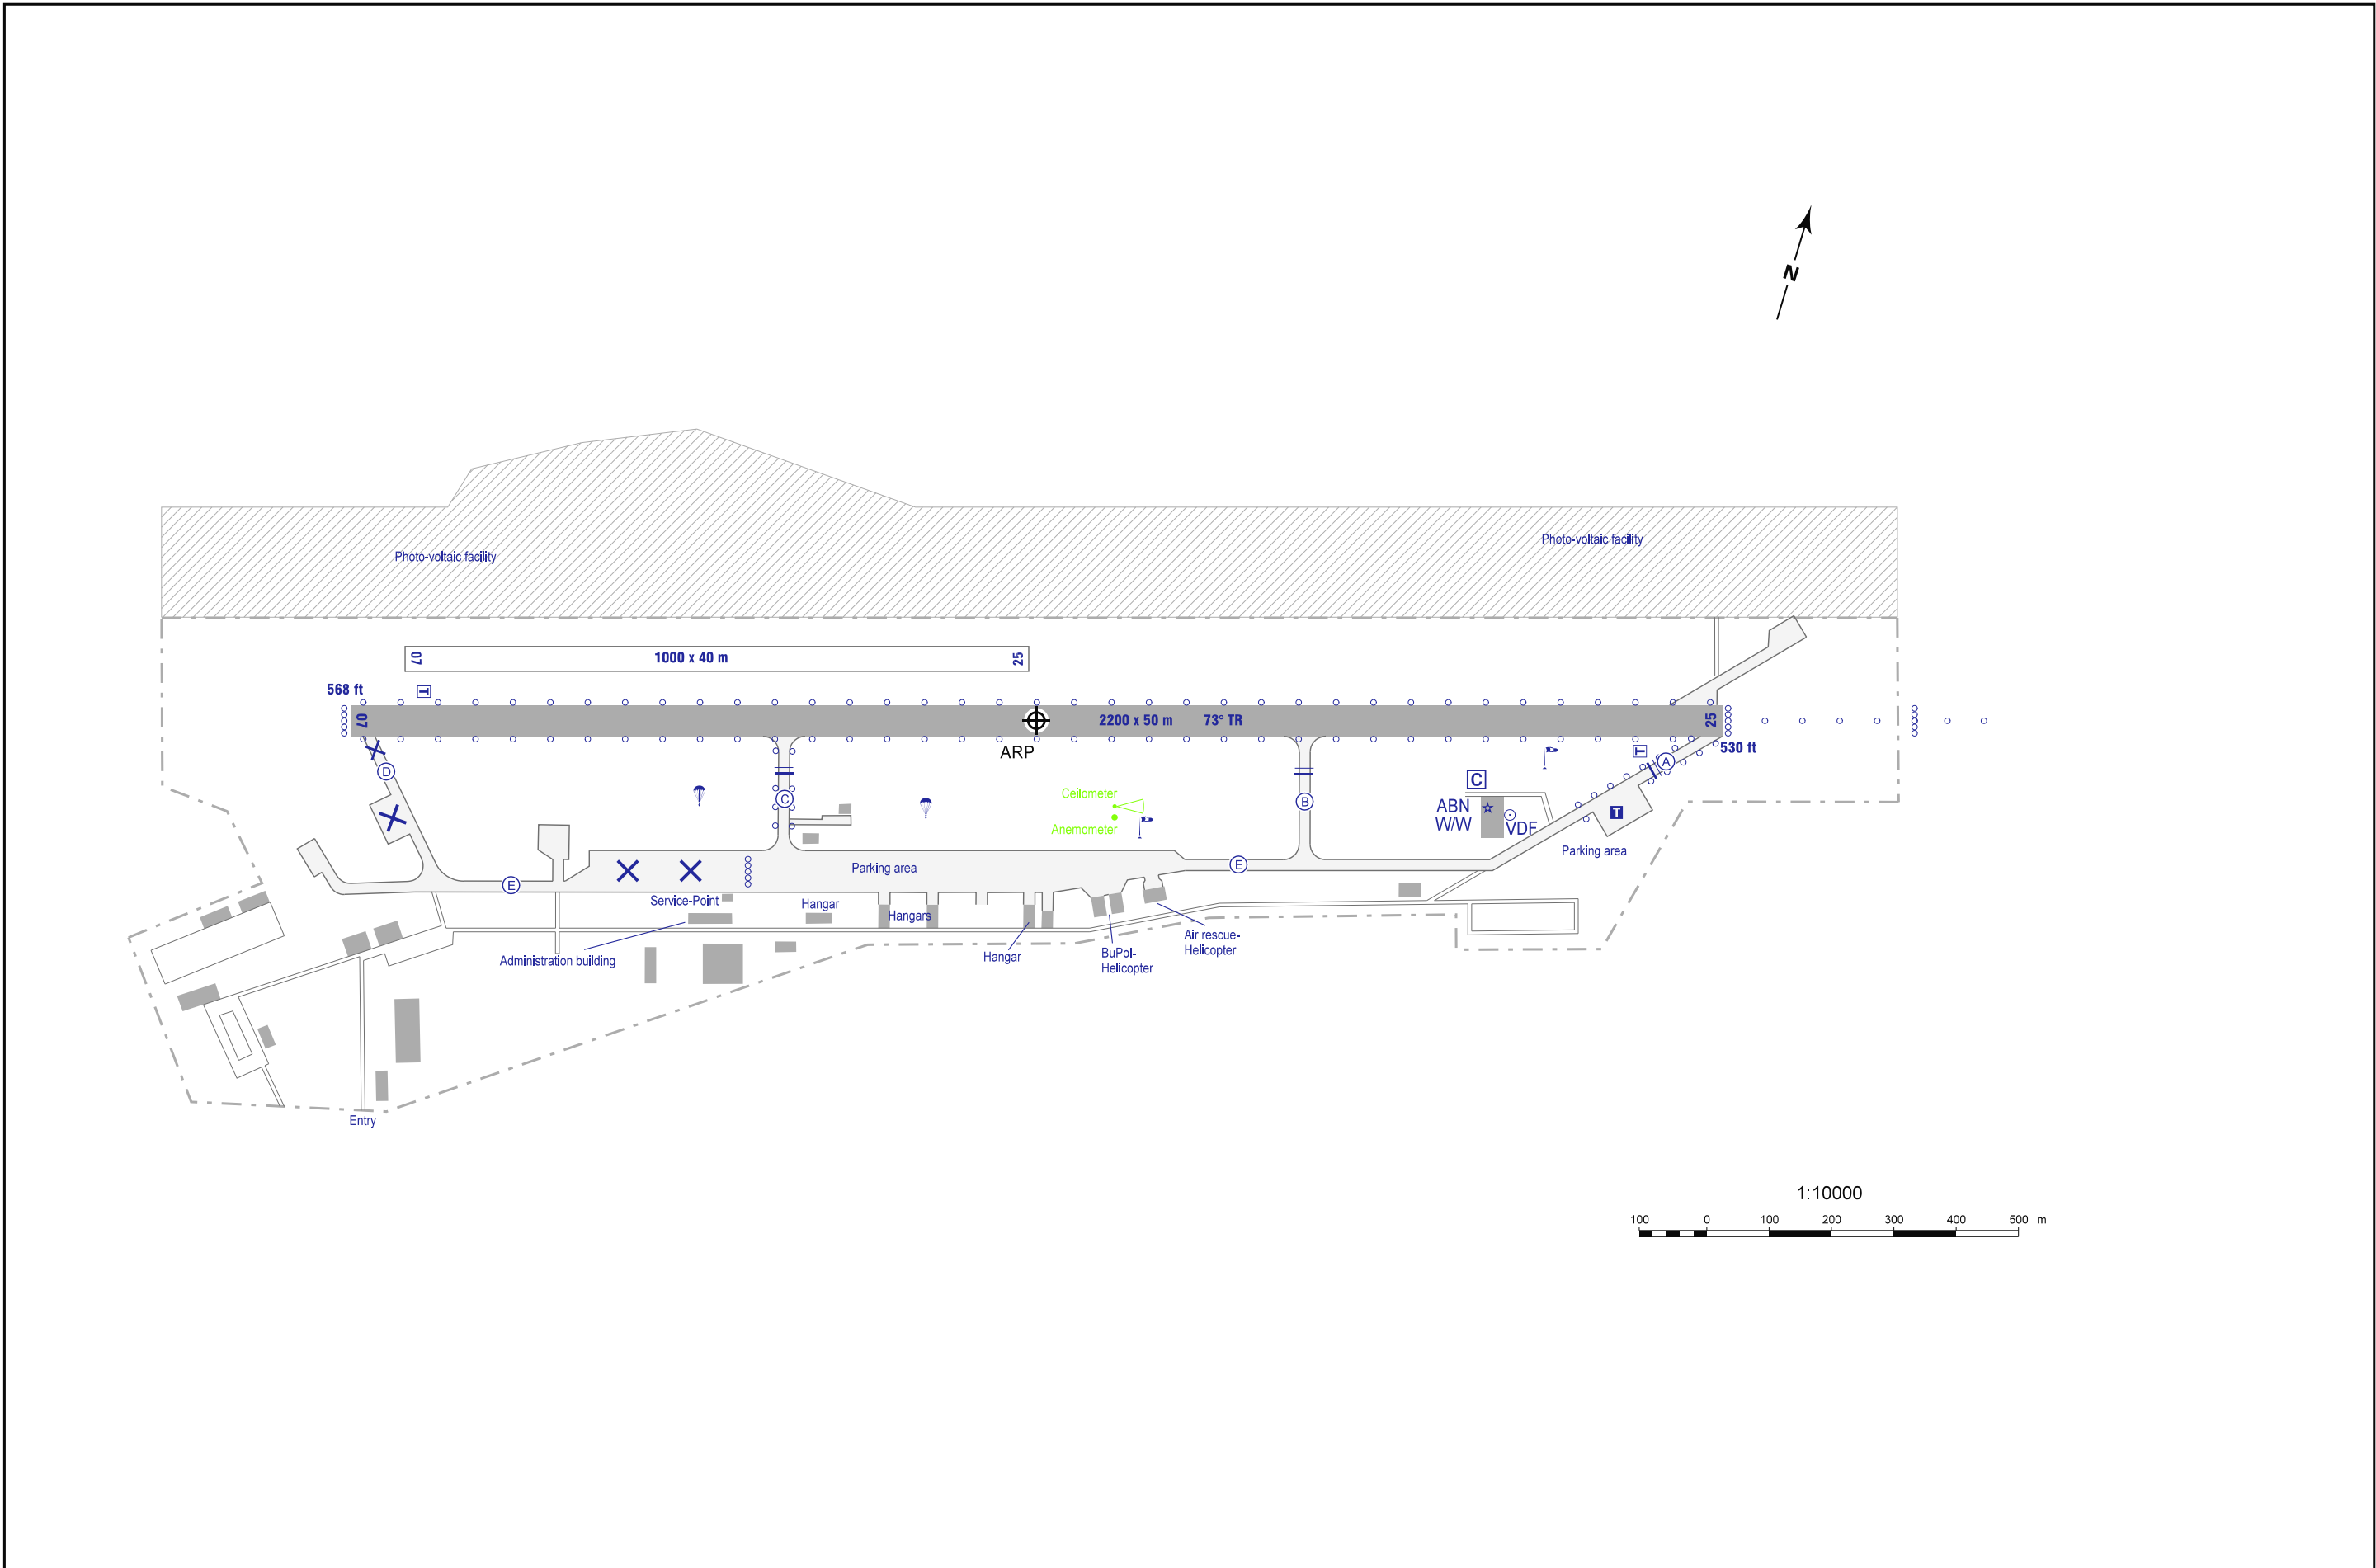 N
Photo-voltaic facility
Photo-voltaic facility
07
1000 x 40 m
25
568 ft
T
07
2200 x 50 m
73° TR
25
ARP
530 ft
T
A
D
C
C
B
ABN
W/W
VDF
T
Ceilometer
Anemometer
Parking area
Parking area
E
E
Service-Point
Hangar
Hangars
Administration building
Hangar
BuPol-
Helicopter
Air rescue-
Helicopter
Entry
1:10000
100 0 100 200 300 400 500 m